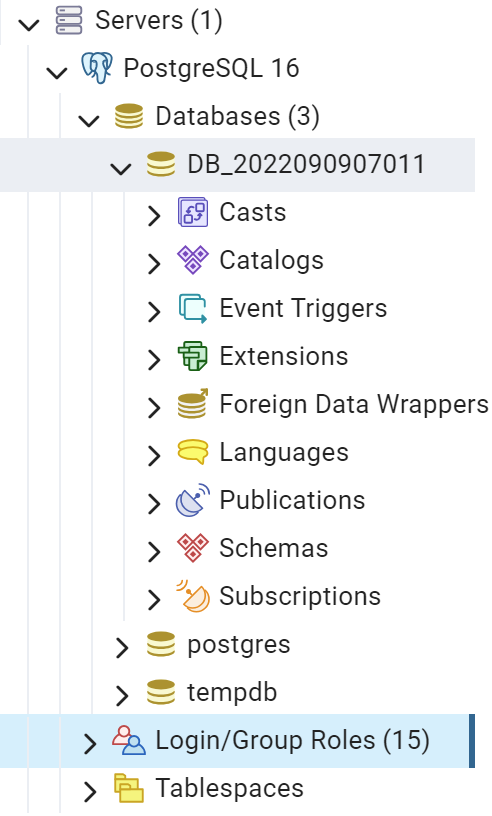 Servers (1)
PostgreSQL 16
Databases (3)
DB_2022090907011
Casts
Catalogs
Event Triggers
Extensions
Foreign Data Wrappers
Languages
Publications
Schemas
Subscriptions
postgres
tempdb
Login/Group Roles (15)
Tablespaces